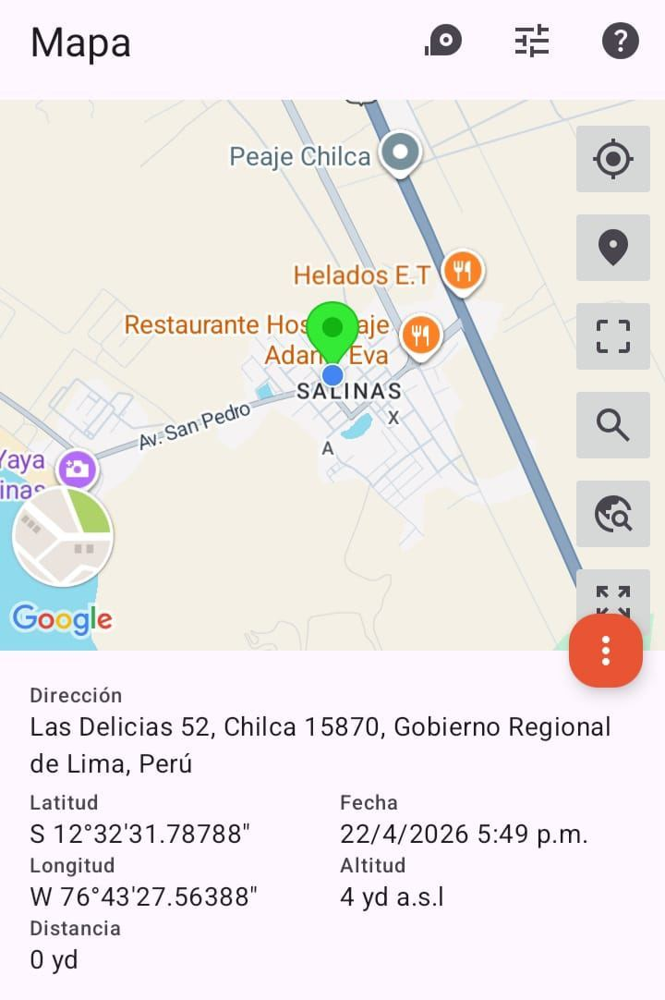 Mapa
Peaje Chilca
Helados E.T
Restaurante Hos aje
Adan Eva
SALINAS
Av. San Pedro
X
A
Yaya
inas
Google
Dirección
Las Delicias 52, Chilca 15870, Gobierno Regional
de Lima, Perú
Latitud
S 12°32'31.78788"
Fecha
22/4/2026 5:49 p.m.
Longitud
W 76°43'27.56388"
Altitud
4 yd a.s.l
Distancia
0 yd